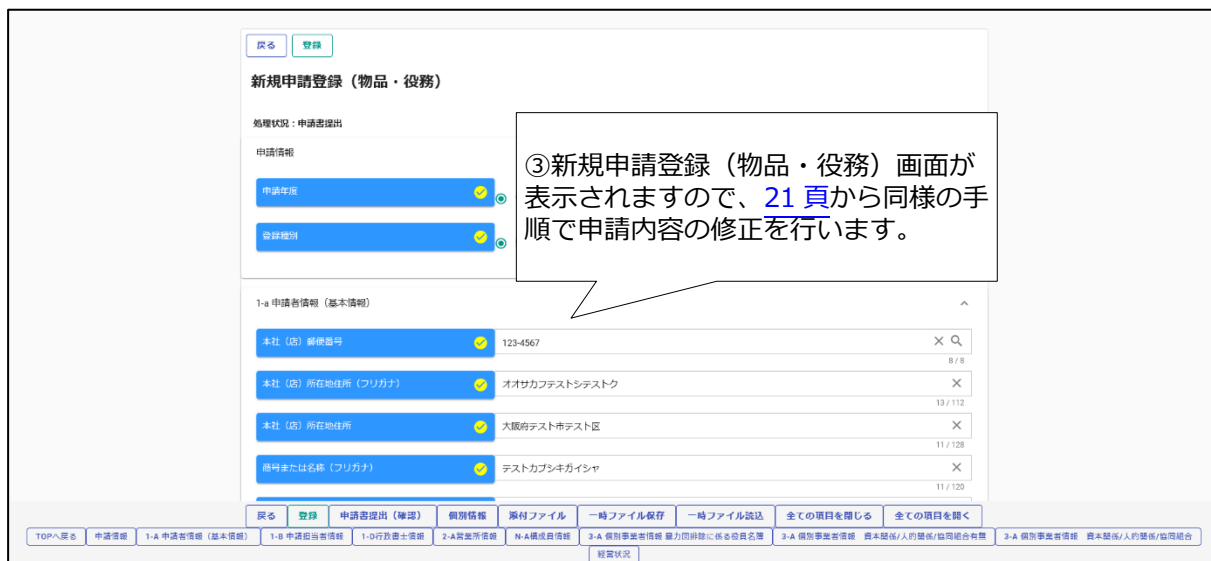 戻る 登録
新規申請登録（物品・役務）
処理状況：申請書提出
申請情報
申請年度
登録種別
③新規申請登録（物品・役務）画面が
表示されますので、21 頁から同様の手
順で申請内容の修正を行います。
1-a 申請者情報（基本情報）
本社（店）郵便番号 123-4567
8 / 8
本社（店）所在地住所（フリガナ） オオサカフテストシテストク
13 / 112
本社（店）所在地住所 大阪府テスト市テスト区
11 / 128
商号または名称（フリガナ） テストカブシキガイシャ
11 / 120
戻る 登録 申請書提出（確認） 個別情報 添付ファイル 一時ファイル保存 一時ファイル読込 全ての項目を閉じる 全ての項目を開く
TOPへ戻る 申請情報 1-A 申請者情報（基本情報） 1-B 申請担当者情報 1-D行政書士情報 2-A営業所情報 N-A構成員情報 3-A 個別事業者情報 暴力団排除に係る役員名簿 3-A 個別事業者情報 資本関係/人的関係/協同組合有無 3-A 個別事業者情報 資本関係/人的関係/協同組合
経営状況